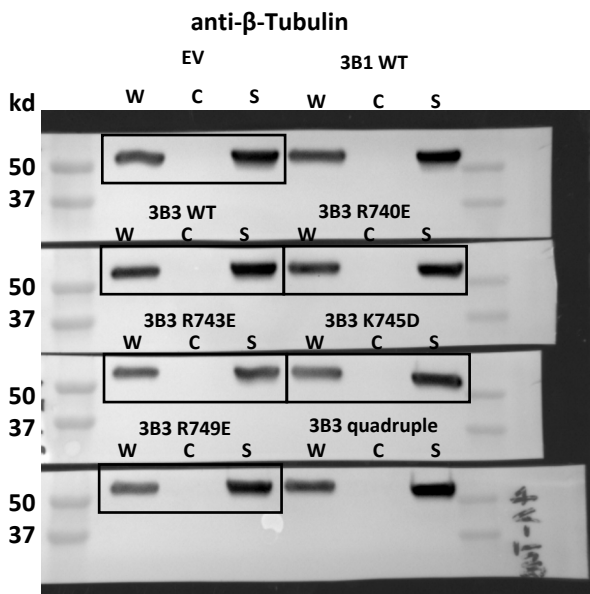 anti-β-Tubulin
EV 3B1 WT
kd W C S W C S
50
37
3B3 WT 3B3 R740E
W C S W C S
50
37
3B3 R743E 3B3 K745D
W C S W C S
50
37
3B3 R749E 3B3 quadruple
W C S W C S
50
37